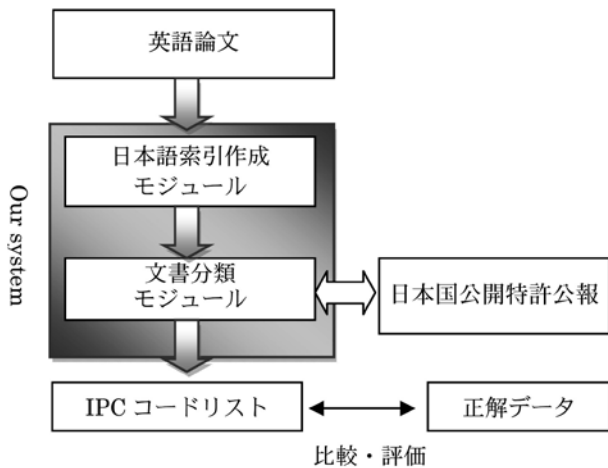 英語論文
Our system
日本語索引作成
モジュール
文書分類
モジュール
日本国公開特許公報
IPC コードリスト
正解データ
比較・評価